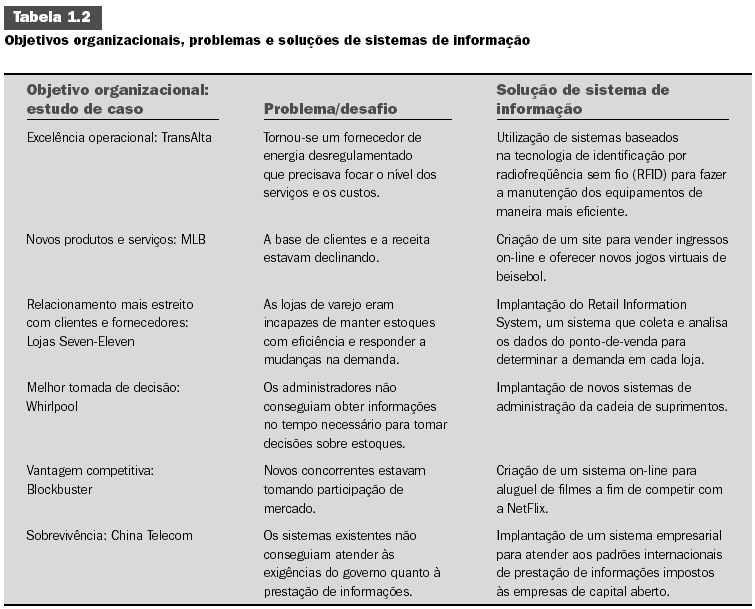 Tabela 1.2
Objetivos organizacionais, problemas e soluções de sistemas de informação
Objetivo organizacional:
estudo de caso
Problema/desafio
Solução de sistema de
informação
Excelência operacional: TransAlta
Tornou-se um fornecedor de
energia desregulamentado
que precisava focar o nível dos
serviços e os custos.
Utilização de sistemas baseados
na tecnologia de identificação por
radiofreqüência sem fio (RFID) para fazer
a manutenção dos equipamentos de
maneira mais eficiente.
Novos produtos e serviços: MLB
A base de clientes e a receita
estavam declinando.
Criação de um site para vender ingressos
on-line e oferecer novos jogos virtuais de
beisebol.
Relacionamento mais estreito
com clientes e fornecedores:
Lojas Seven-Eleven
As lojas de varejo eram
incapazes de manter estoques
com eficiência e responder a
mudanças na demanda.
Implantação do Retail Information
System, um sistema que coleta e analisa
os dados do ponto-de-venda para
determinar a demanda em cada loja.
Melhor tomada de decisão:
Whirlpool
Os administradores não
conseguiam obter informações
no tempo necessário para tomar
decisões sobre estoques.
Implantação de novos sistemas de
administração da cadeia de suprimentos.
Vantagem competitiva:
Blockbuster
Novos concorrentes estavam
tomando participação de
mercado.
Criação de um sistema on-line para
aluguel de filmes a fim de competir com
a NetFlix.
Sobrevivência: China Telecom
Os sistemas existentes não
conseguiam atender às
exigências do governo quanto à
prestação de informações.
Implantação de um sistema empresarial
para atender aos padrões internacionais
de prestação de informações impostos
às empresas de capital aberto.